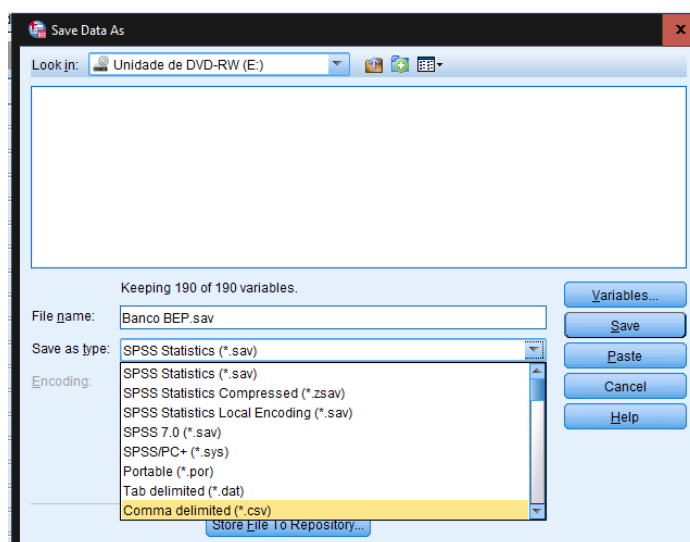 Save Data As
x
Look in: Unidade de DVD-RW (E:)
Keeping 190 of 190 variables.
Variables...
File name: Banco BEP.sav
Save
Save as type: SPSS Statistics (*.sav)
Paste
Encoding:
SPSS Statistics (*.sav)
SPSS Statistics Compressed (*.zsav)
Cancel
SPSS Statistics Local Encoding (*.sav)
Help
SPSS 7.0 (*.sav)
SPSS/PC+ (*.sys)
Portable (*.por)
Tab delimited (*.dat)
Comma delimited (*.csv)
Store File To Repository...